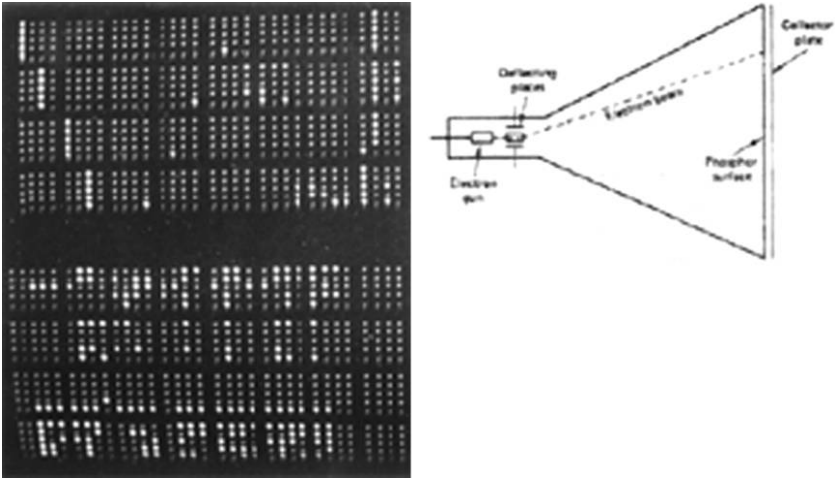 Deflecting
plates
Collector
plate
Electron beam
Electron
gun
Phosphor
surface